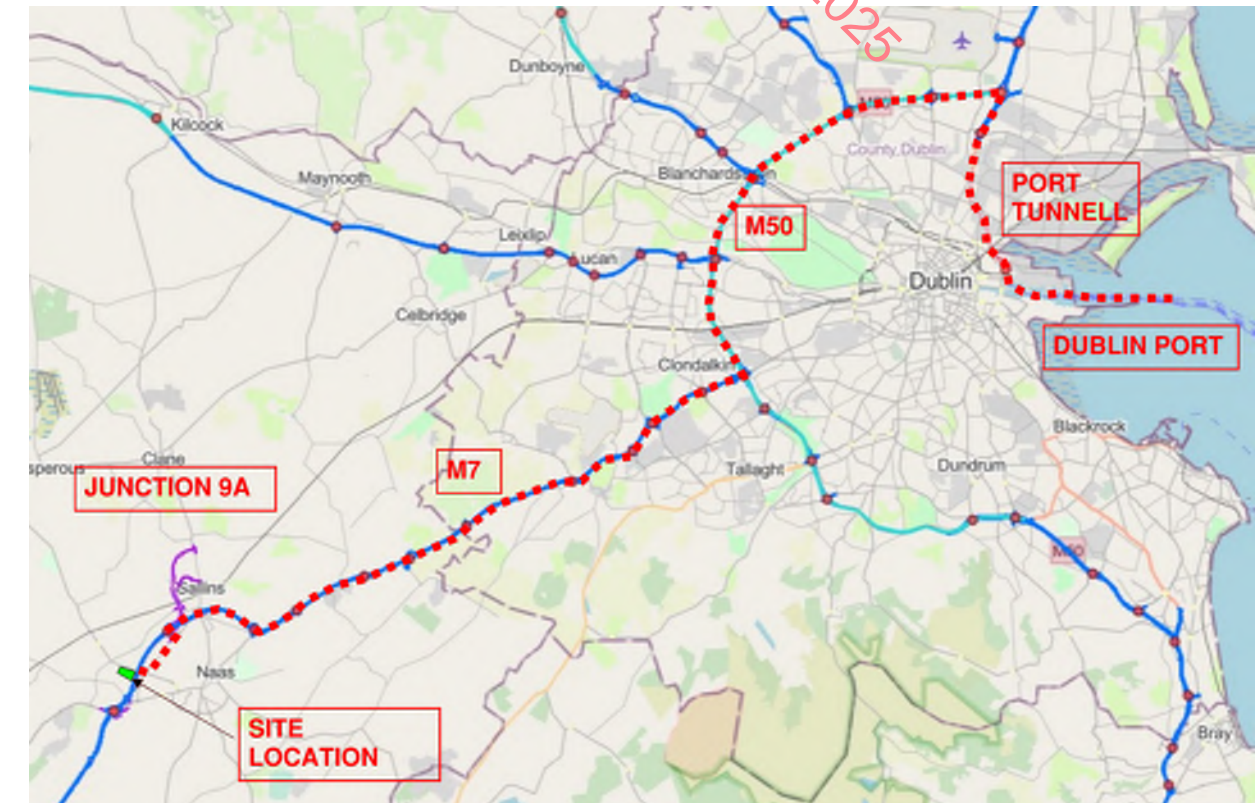 2025
Dunboyne
Kilcock
County Dublin
Maynooth
PORT
TUNNELL
M50
Leixlip
Lucan
Dublin
Celbridge
DUBLIN PORT
Clondalkin
Blackrock
Clane
M7
Tallaght
Dundrum
sperous
JUNCTION 9A
M50
Sallins
Naas
SITE
LOCATION
Bray